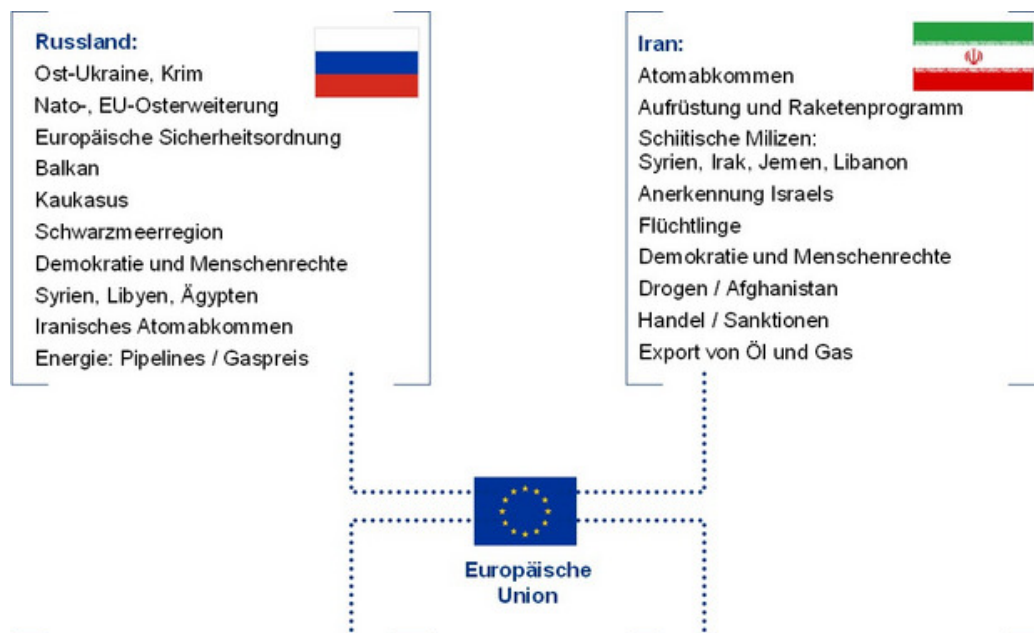 Russland:
Ost-Ukraine, Krim
Nato-, EU-Osterweiterung
Europäische Sicherheitsordnung
Balkan
Kaukasus
Schwarzmeerregion
Demokratie und Menschenrechte
Syrien, Libyen, Ägypten
Iranisches Atomabkommen
Energie: Pipelines / Gaspreis
Iran:
Atomabkommen
Aufrüstung und Raketenprogramm
Schiitische Milizen:
Syrien, Irak, Jemen, Libanon
Anerkennung Israels
Flüchtlinge
Demokratie und Menschenrechte
Drogen / Afghanistan
Handel / Sanktionen
Export von Öl und Gas
Europäische
Union